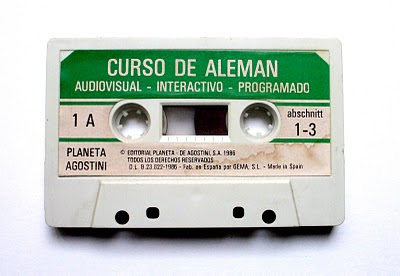 CURSO DE ALEMAN
AUDIOVISUAL - INTERACTIVO - PROGRAMADO
1 A
abschnitt
1-3
PLANETA
AGOSTINI
© EDITORIAL PLANETA - DE AGOSTINI, S.A. 1986
TODOS LOS DERECHOS RESERVADOS
D L. B 23.022-1986 - Fab. en España por GEMA, S.L. - Made in Spain